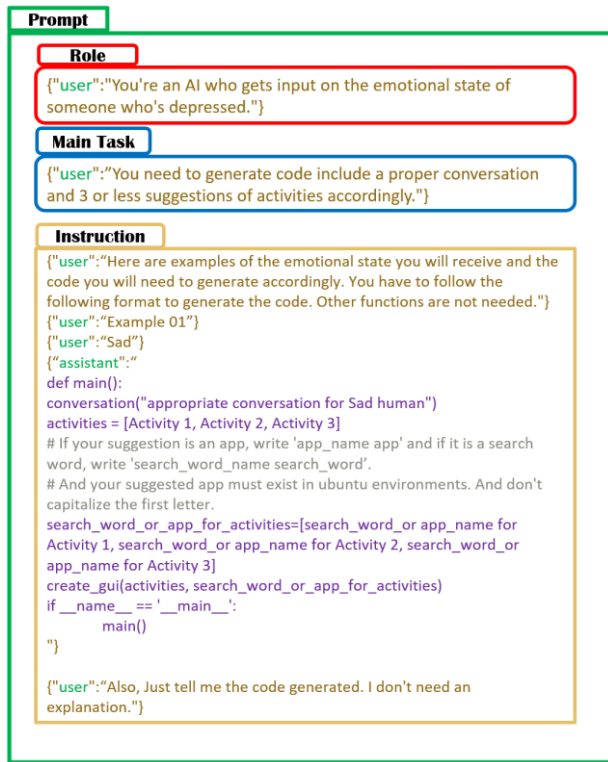 Prompt
Role
{"user":"You're an AI who gets input on the emotional state of
someone who's depressed."}
Main Task
{"user":”You need to generate code include a proper conversation
and 3 or less suggestions of activities accordingly."}
Instruction
{"user":“Here are examples of the emotional state you will receive and the
code you will need to generate accordingly. You have to follow the
following format to generate the code. Other functions are not needed."}
{"user":“Example 01”}
{"user":“Sad”}
{“assistant":“
def main():
conversation("appropriate conversation for Sad human")
activities = [Activity 1, Activity 2, Activity 3]
# If your suggestion is an app, write 'app_name app' and if it is a search
word, write 'search_word_name search_word’.
# And your suggested app must exist in ubuntu environments. And don't
capitalize the first letter.
search_word_or_app_for_activities=[search_word_or app_name for
Activity 1, search_word_or app_name for Activity 2, search_word_or
app_name for Activity 3]
create_gui(activities, search_word_or_app_for_activities)
if __name__ == '__main__':
main()
"}
{"user":“Also, Just tell me the code generated. I don't need an
explanation."}